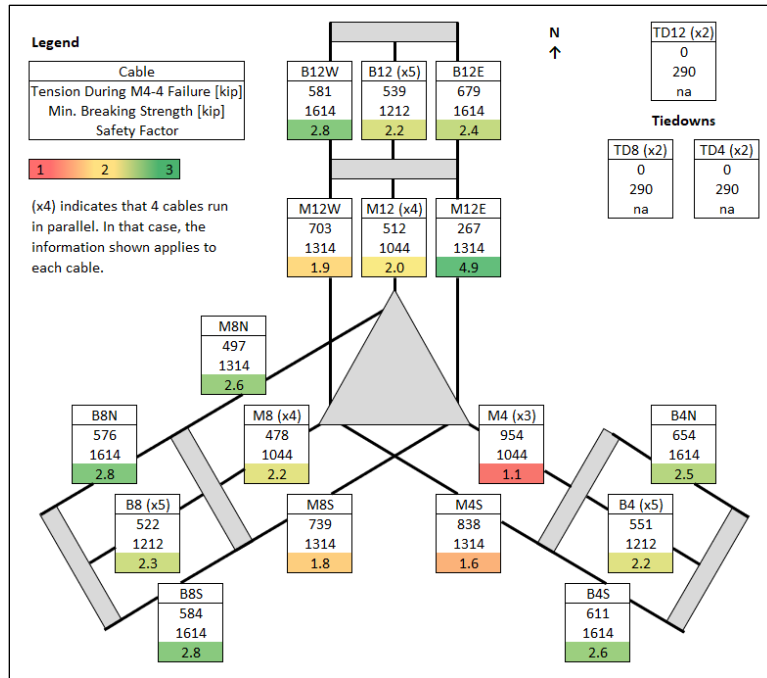 Legend
Cable
Tension During M4-4 Failure [kip]
Min. Breaking Strength [kip]
Safety Factor
1 2 3
(x4) indicates that 4 cables run
in parallel. In that case, the
information shown applies to
each cable.
N
↑
TD12 (x2)
0
290
na
Tiedowns
TD8 (x2)
0
290
na
TD4 (x2)
0
290
na
B12W
581
1614
2.8
B12 (x5)
539
1212
2.2
B12E
679
1614
2.4
M12W
703
1314
1.9
M12 (x4)
512
1044
2.0
M12E
267
1314
4.9
M8N
497
1314
2.6
B8N
576
1614
2.8
M8 (x4)
478
1044
2.2
M4 (x3)
954
1044
1.1
B4N
654
1614
2.5
B8 (x5)
522
1212
2.3
M8S
739
1314
1.8
M4S
838
1314
1.6
B4 (x5)
551
1212
2.2
B8S
584
1614
2.8
B4S
611
1614
2.6